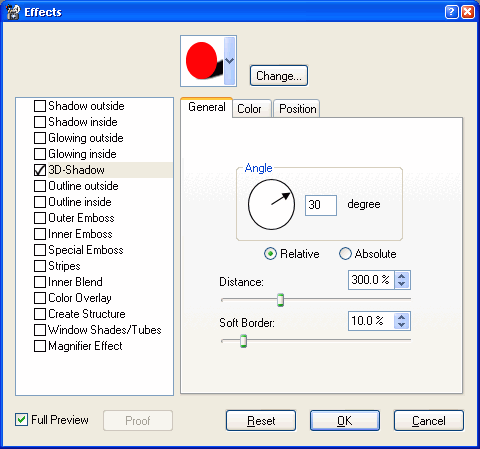 Effects
Change...
Shadow outside
Shadow inside
Glowing outside
Glowing inside
3D-Shadow
Outline outside
Outline inside
Outer Emboss
Inner Emboss
Special Emboss
Stripes
Inner Blend
Color Overlay
Create Structure
Window Shades/Tubes
Magnifier Effect
General Color Position
Angle
30 degree
Relative Absolute
Distance: 300.0 %
Soft Border: 10.0 %
Full Preview Proof Reset OK Cancel